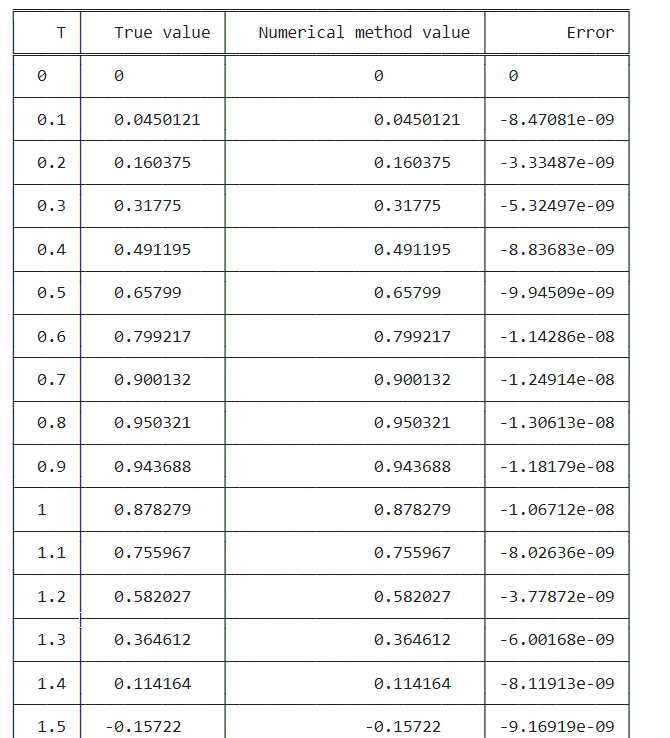 T True value Numerical method value Error
0 0 0 0
0.1 0.0450121 0.0450121 -8.47081e-09
0.2 0.160375 0.160375 -3.33487e-09
0.3 0.31775 0.31775 -5.32497e-09
0.4 0.491195 0.491195 -8.83683e-09
0.5 0.65799 0.65799 -9.94509e-09
0.6 0.799217 0.799217 -1.14286e-08
0.7 0.900132 0.900132 -1.24914e-08
0.8 0.950321 0.950321 -1.30613e-08
0.9 0.943688 0.943688 -1.18179e-08
1 0.878279 0.878279 -1.06712e-08
1.1 0.755967 0.755967 -8.02636e-09
1.2 0.582027 0.582027 -3.77872e-09
1.3 0.364612 0.364612 -6.00168e-09
1.4 0.114164 0.114164 -8.11913e-09
1.5 -0.15722 -0.15722 -9.16919e-09